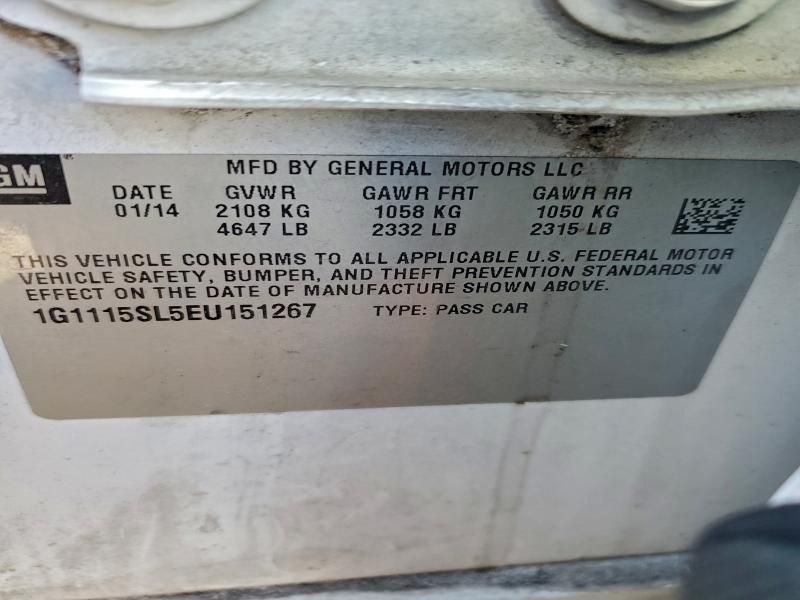 GM
MFD BY GENERAL MOTORS LLC
DATE GVWR GAWR FRT GAWR RR
01/14 2108 KG 1058 KG 1050 KG
4647 LB 2332 LB 2315 LB
THIS VEHICLE CONFORMS TO ALL APPLICABLE U.S. FEDERAL MOTOR
VEHICLE SAFETY, BUMPER, AND THEFT PREVENTION STANDARDS IN
EFFECT ON THE DATE OF MANUFACTURE SHOWN ABOVE.
1G1115SL5EU151267 TYPE: PASS CAR